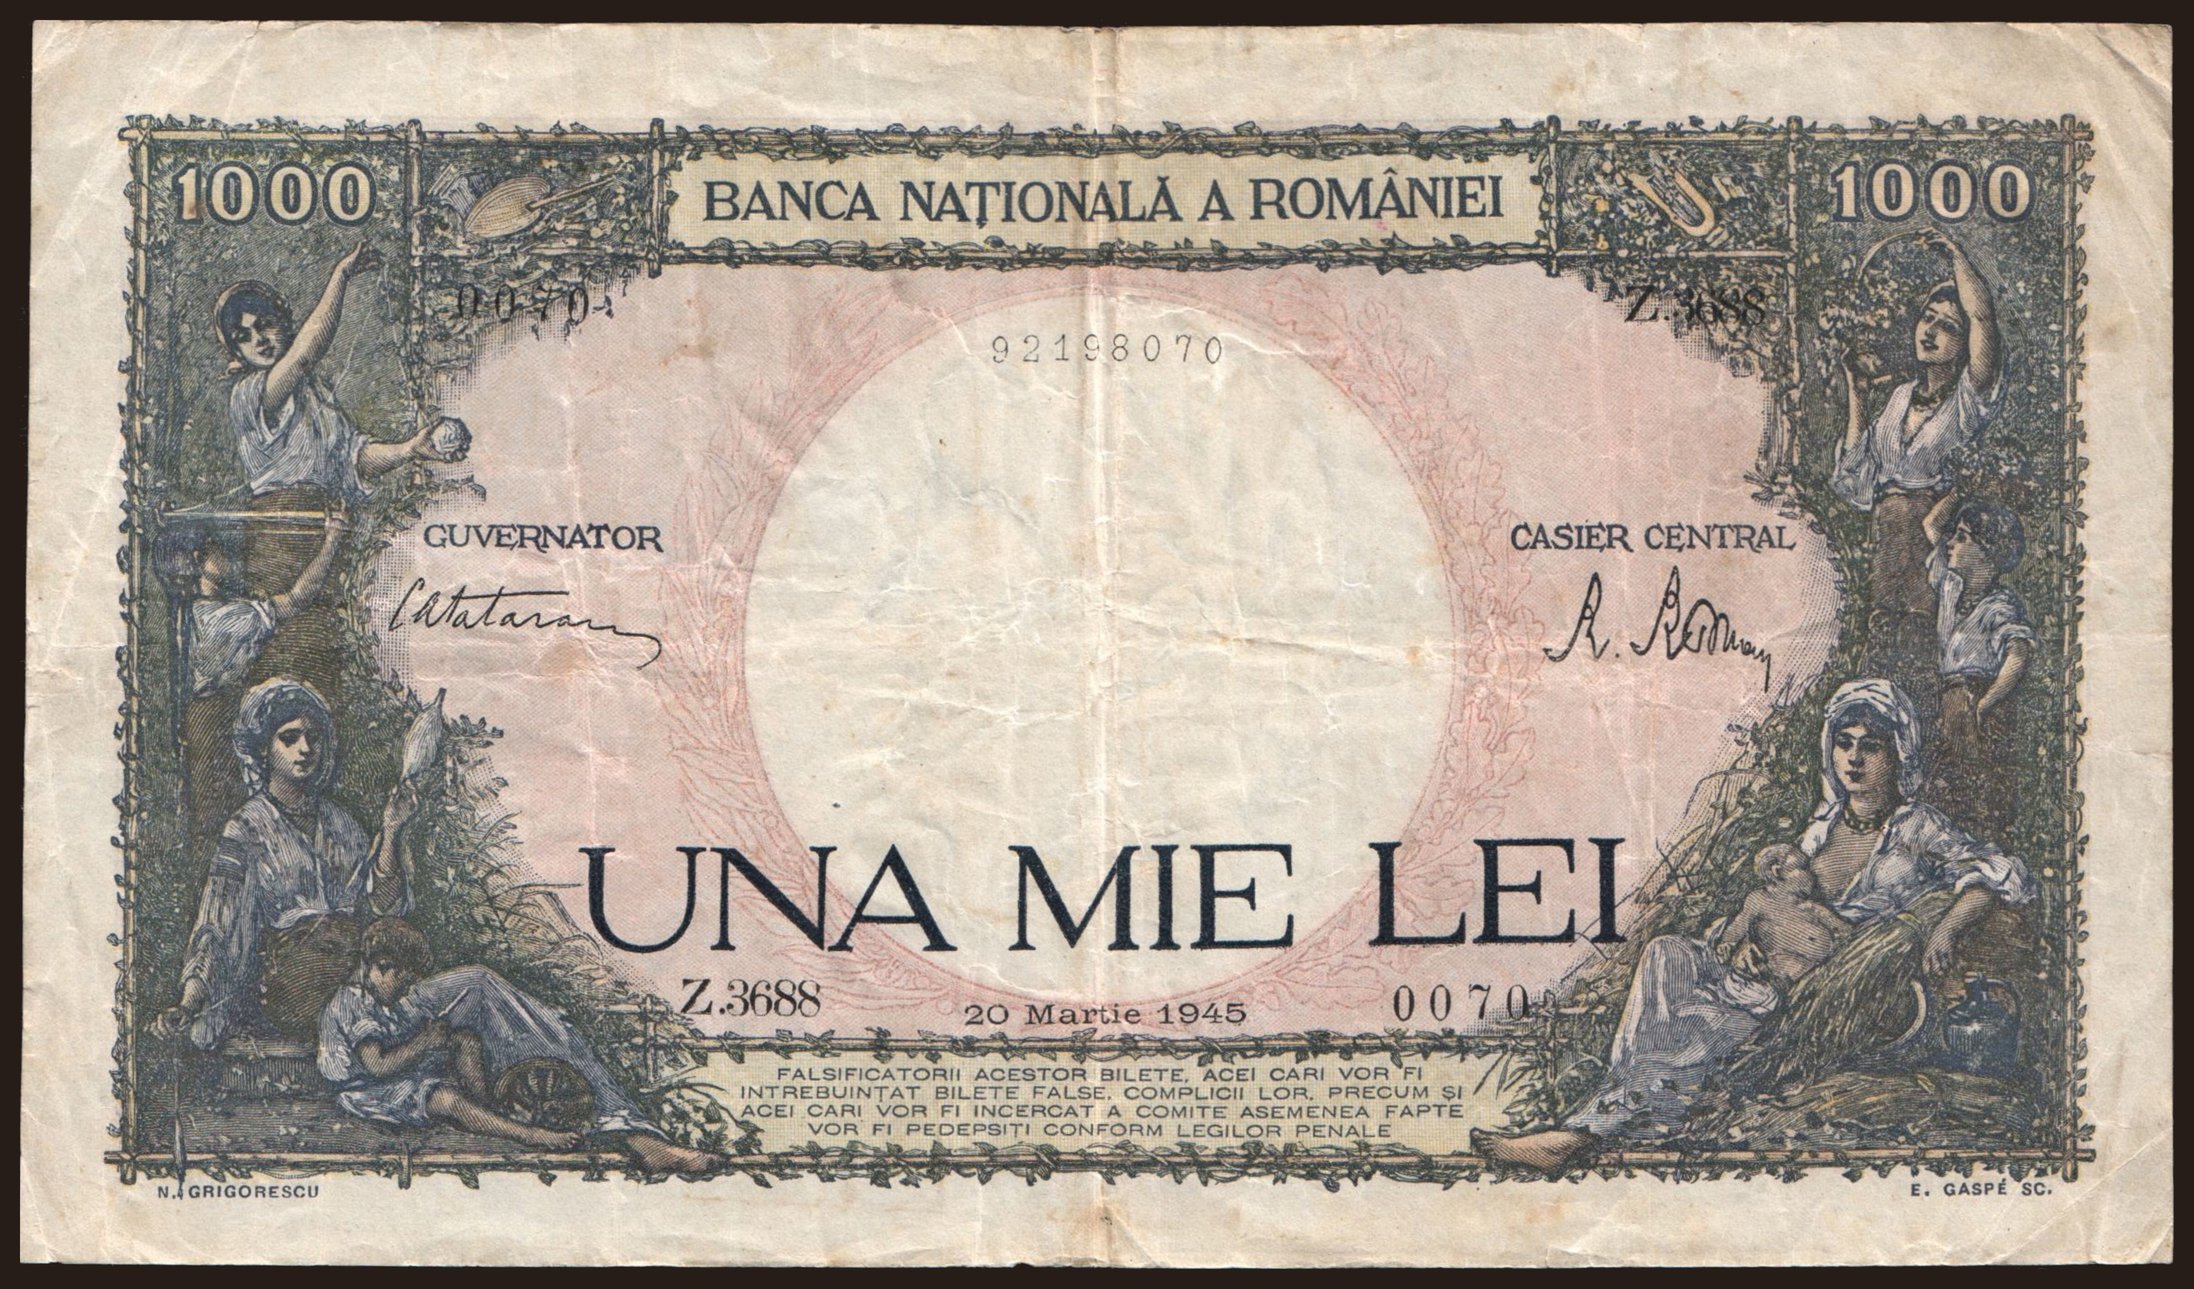 1000
BANCA NAȚIONALĂ A ROMÂNIEI
1000
0070
Z.3688
92198070
GUVERNATOR
CASIER CENTRAL
UNA MIE LEI
Z.3688
20 Martie 1945
0070
FALSIFICATORII ACESTOR BILETE, ACEI CARI VOR FI
INTREBUINȚAT BILETE FALSE, COMPLICII LOR, PRECUM ȘI
ACEI CARI VOR FI INCERCAT A COMITE ASEMENEA FAPTE
VOR FI PEDEPSITI CONFORM LEGILOR PENALE
N. GRIGORESCU
E. GASPÉ SC.